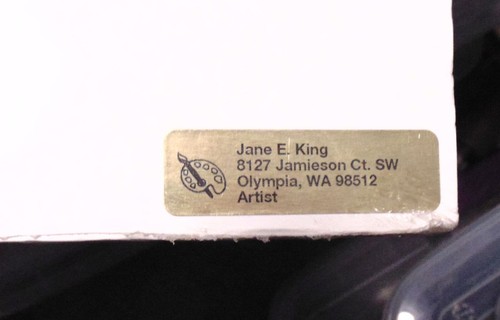 Jane E. King
8127 Jamieson Ct. SW
Olympia, WA 98512
Artist